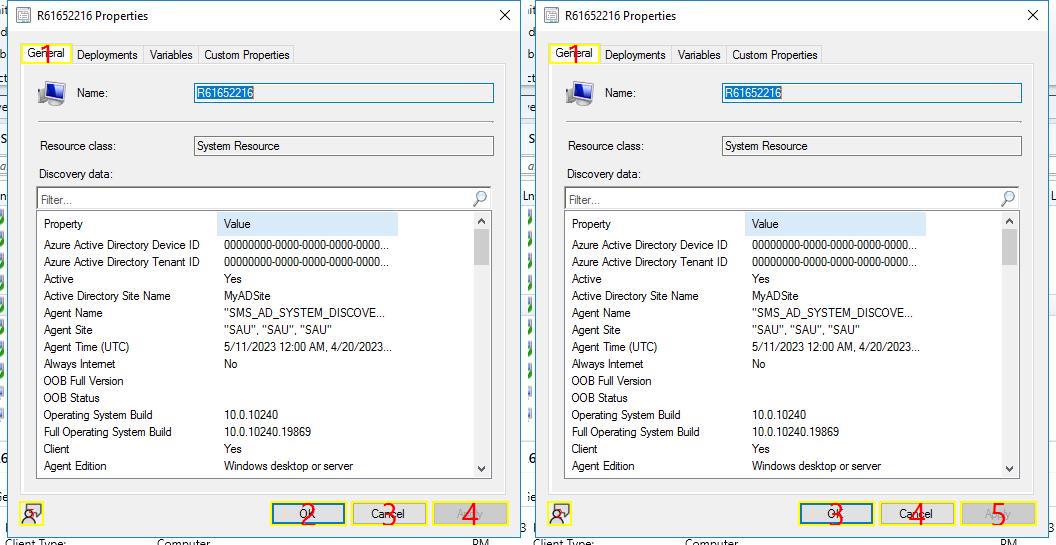 R61652216 Properties
General Deployments Variables Custom Properties
Name: R61652216
Resource class: System Resource
Discovery data:
Filter...
Property Value
Azure Active Directory Device ID 00000000-0000-0000-0000-0000...
Azure Active Directory Tenant ID 00000000-0000-0000-0000-0000...
Active Yes
Active Directory Site Name MyADSite
Agent Name "SMS_AD_SYSTEM_DISCOVE...
Agent Site "SAU", "SAU", "SAU"
Agent Time (UTC) 5/11/2023 12:00 AM, 4/20/2023...
Always Internet No
OOB Full Version
OOB Status
Operating System Build 10.0.10240
Full Operating System Build 10.0.10240.19869
Client Yes
Agent Edition Windows desktop or server
OK Cancel Apply
1
2 3 4
Client Type: Computer
R61652216 Properties
General Deployments Variables Custom Properties
Name: R61652216
Resource class: System Resource
Discovery data:
Filter...
Property Value
Azure Active Directory Device ID 00000000-0000-0000-0000-0000...
Azure Active Directory Tenant ID 00000000-0000-0000-0000-0000...
Active Yes
Active Directory Site Name MyADSite
Agent Name "SMS_AD_SYSTEM_DISCOVE...
Agent Site "SAU", "SAU", "SAU"
Agent Time (UTC) 5/11/2023 12:00 AM, 4/20/2023...
Always Internet No
OOB Full Version
OOB Status
Operating System Build 10.0.10240
Full Operating System Build 10.0.10240.19869
Client Yes
Agent Edition Windows desktop or server
OK Cancel Apply
1
2 3 4 5
Client Type: Computer